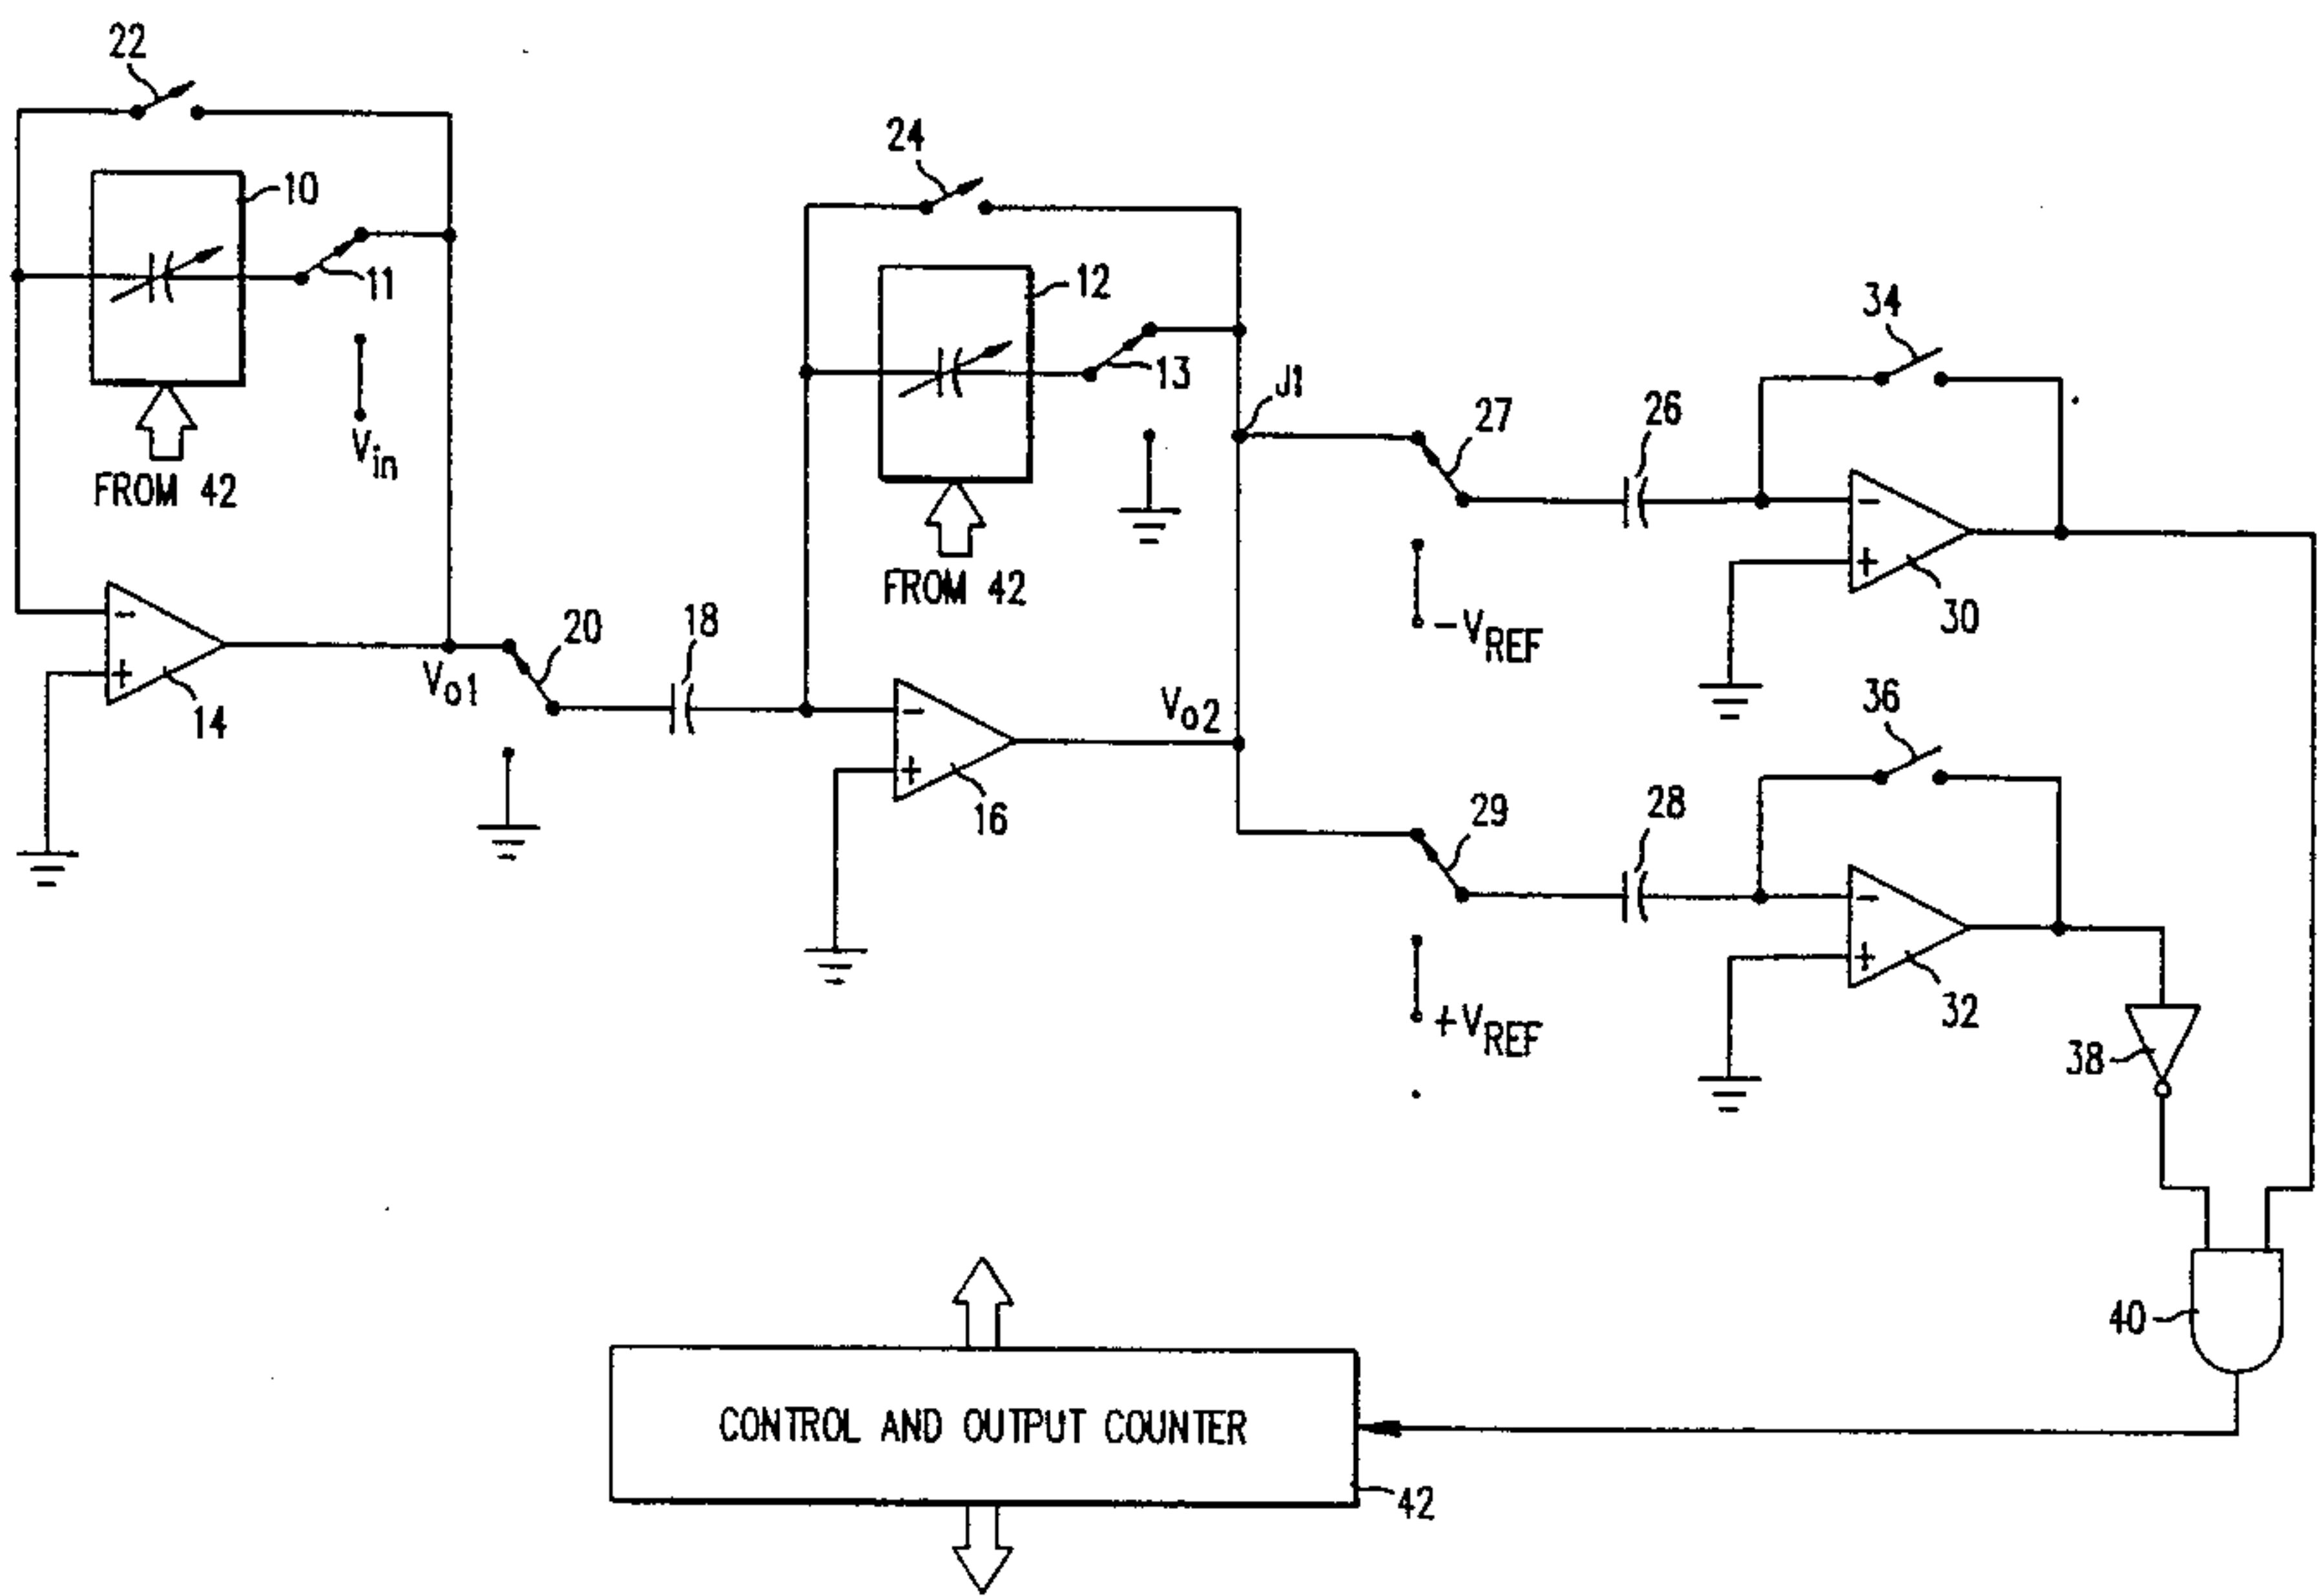 22
10
11
Vin
FROM 42
24
12
13
FROM 42
J1
27
26
34
-VREF
30
14
Vo1
20
18
16
Vo2
36
29
28
+VREF
32
38
40
CONTROL AND OUTPUT COUNTER
42